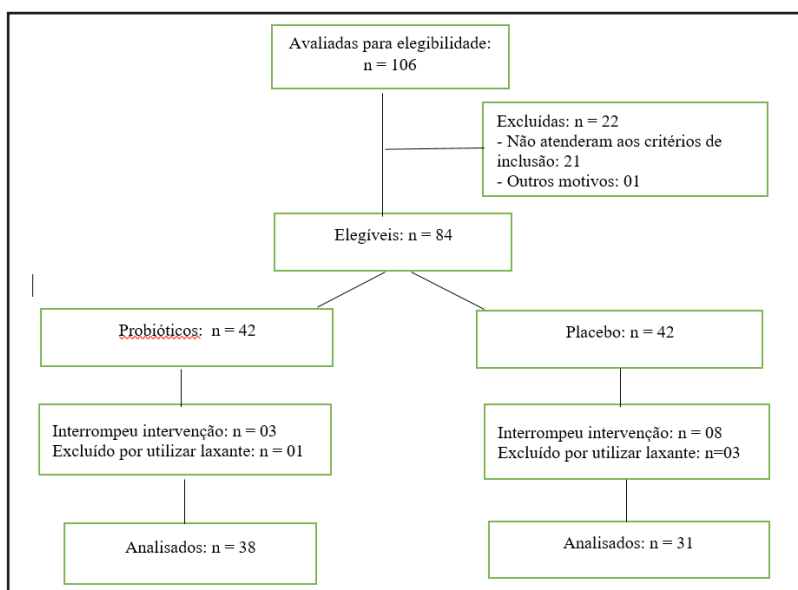 Avaliadas para elegibilidade:
n = 106
Excluídas: n = 22
- Não atenderam aos critérios de
inclusão: 21
- Outros motivos: 01
Elegíveis: n = 84
Probióticos: n = 42
Placebo: n = 42
Interrompeu intervenção: n = 03
Excluído por utilizar laxante: n = 01
Interrompeu intervenção: n = 08
Excluído por utilizar laxante: n=03
Analisados: n = 38
Analisados: n = 31